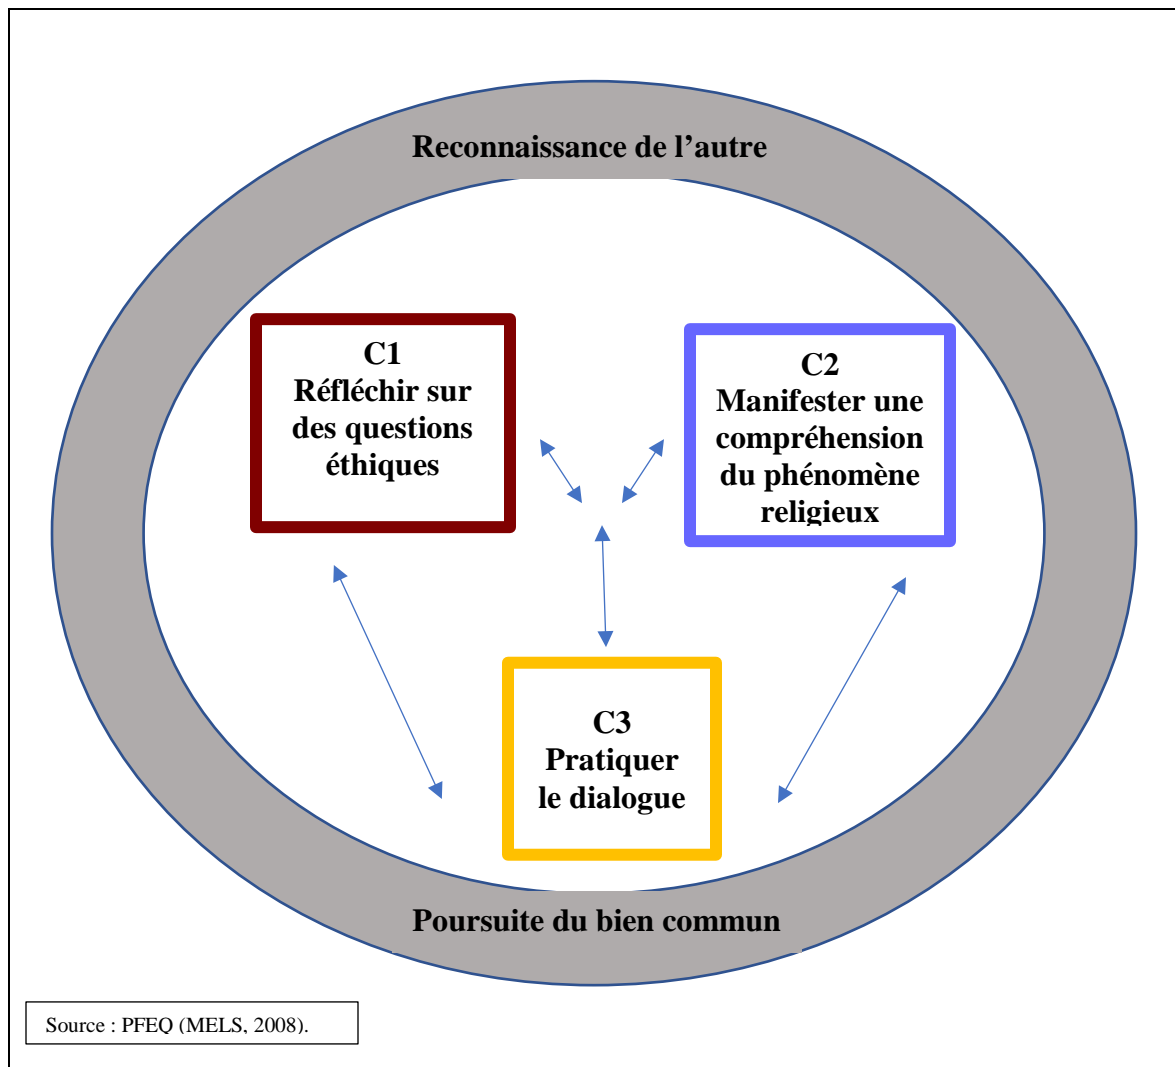 Reconnaissance de l’autre
C1
Réfléchir sur
des questions
éthiques
C2
Manifester une
compréhension
du phénomène
religieux
C3
Pratiquer
le dialogue
Poursuite du bien commun
Source : PFEQ (MELS, 2008).